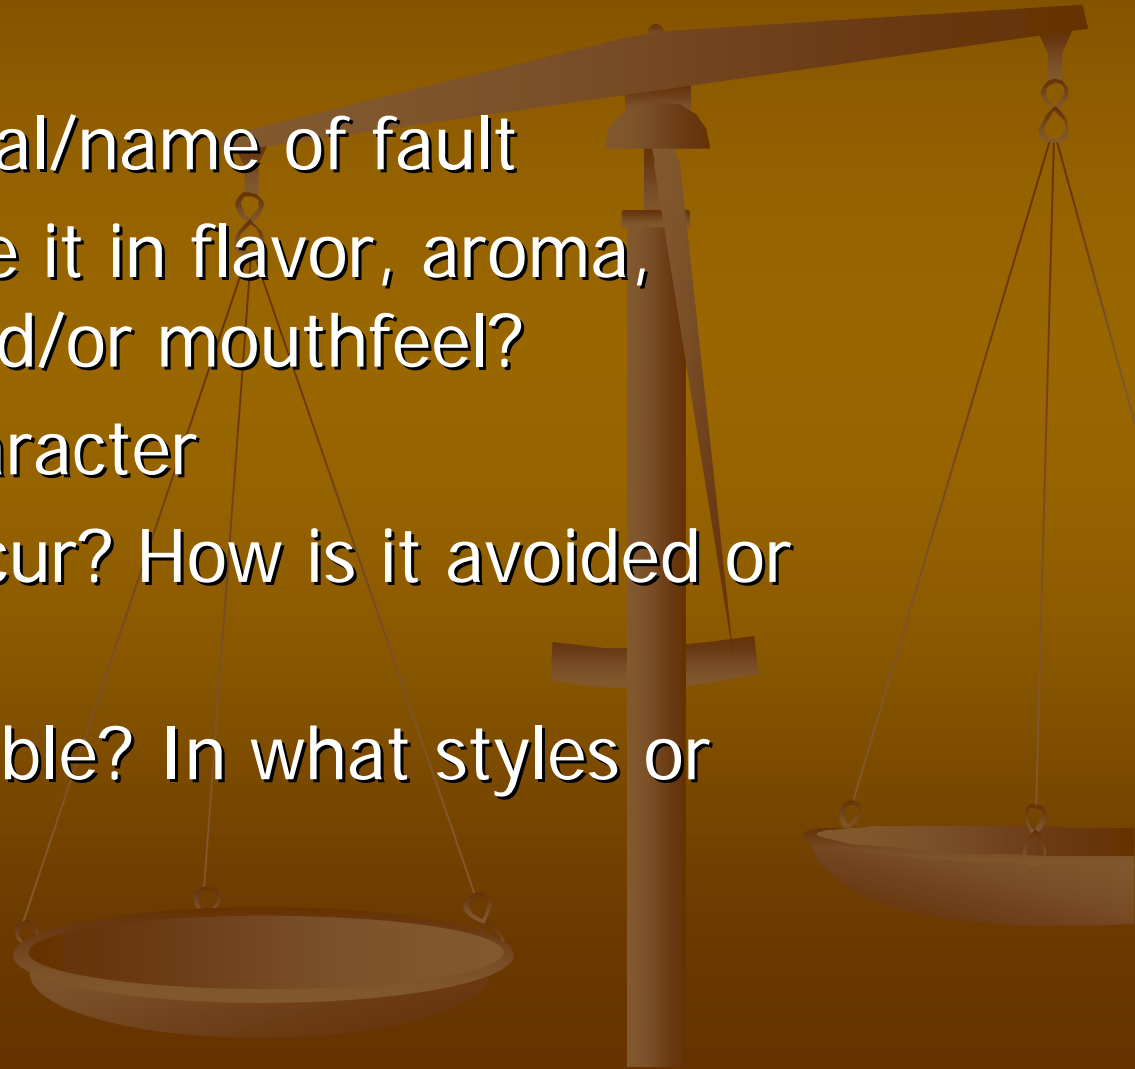 al/name of fault
e it in flavor, aroma,
d/or mouthfeel?
aracter
cur? How is it avoided or
ble? In what styles or